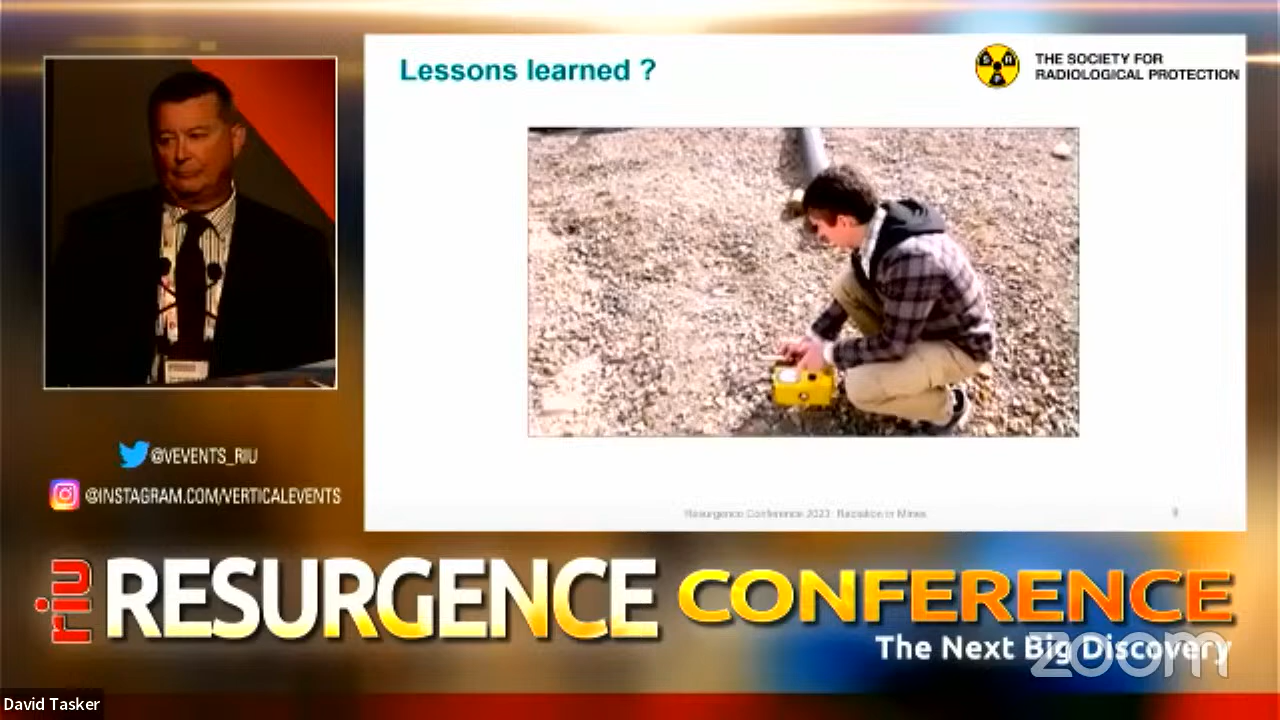 Lessons learned ?
THE SOCIETY FOR
RADIOLOGICAL PROTECTION
@VEVENTS_RIU
@INSTAGRAM.COM/VERTICALEVENTS
Resurgence Conference 2023 Radiation in Mines
riu
RESURGENCE CONFERENCE
The Next Big Discovery
zoom
David Tasker